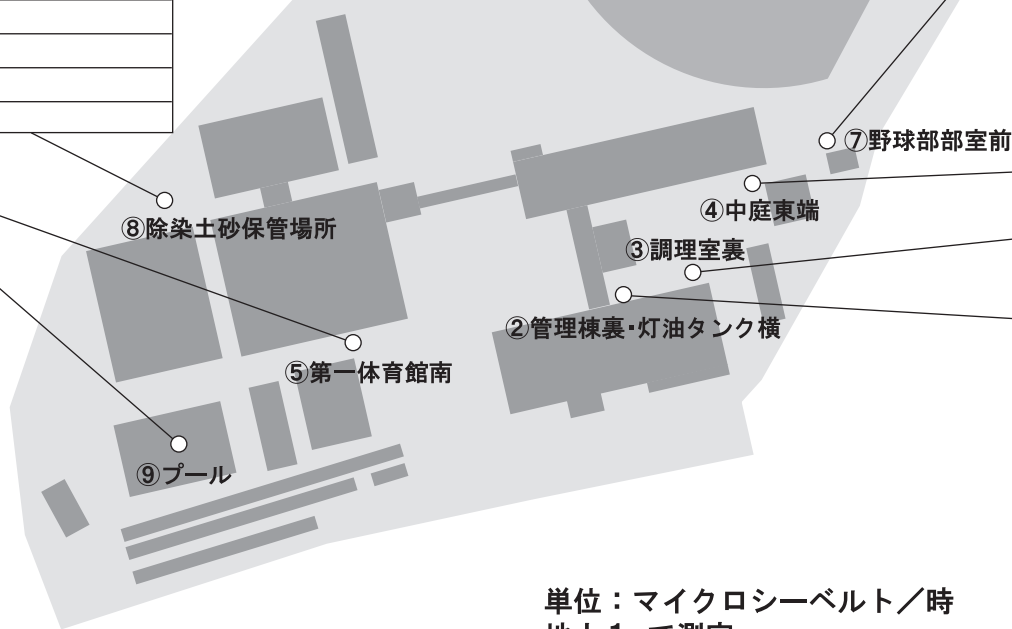 ⑦野球部部室前
④中庭東端
⑧除染土砂保管場所
③調理室裏
②管理棟裏・灯油タンク横
⑤第一体育館南
⑨プール
単位：マイクロシーベルト／時